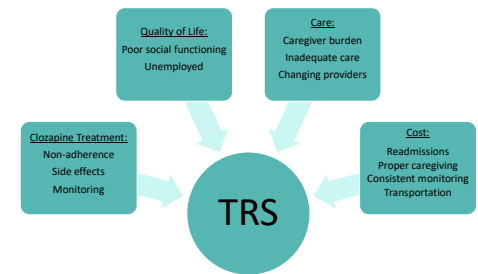 Quality of Life:
Poor social functioning
Unemployed
Care:
Caregiver burden
Inadequate care
Changing providers
Clozapine Treatment:
Non-adherence
Side effects
Monitoring
Cost:
Readmissions
Proper caregiving
Consistent monitoring
Transportation
TRS